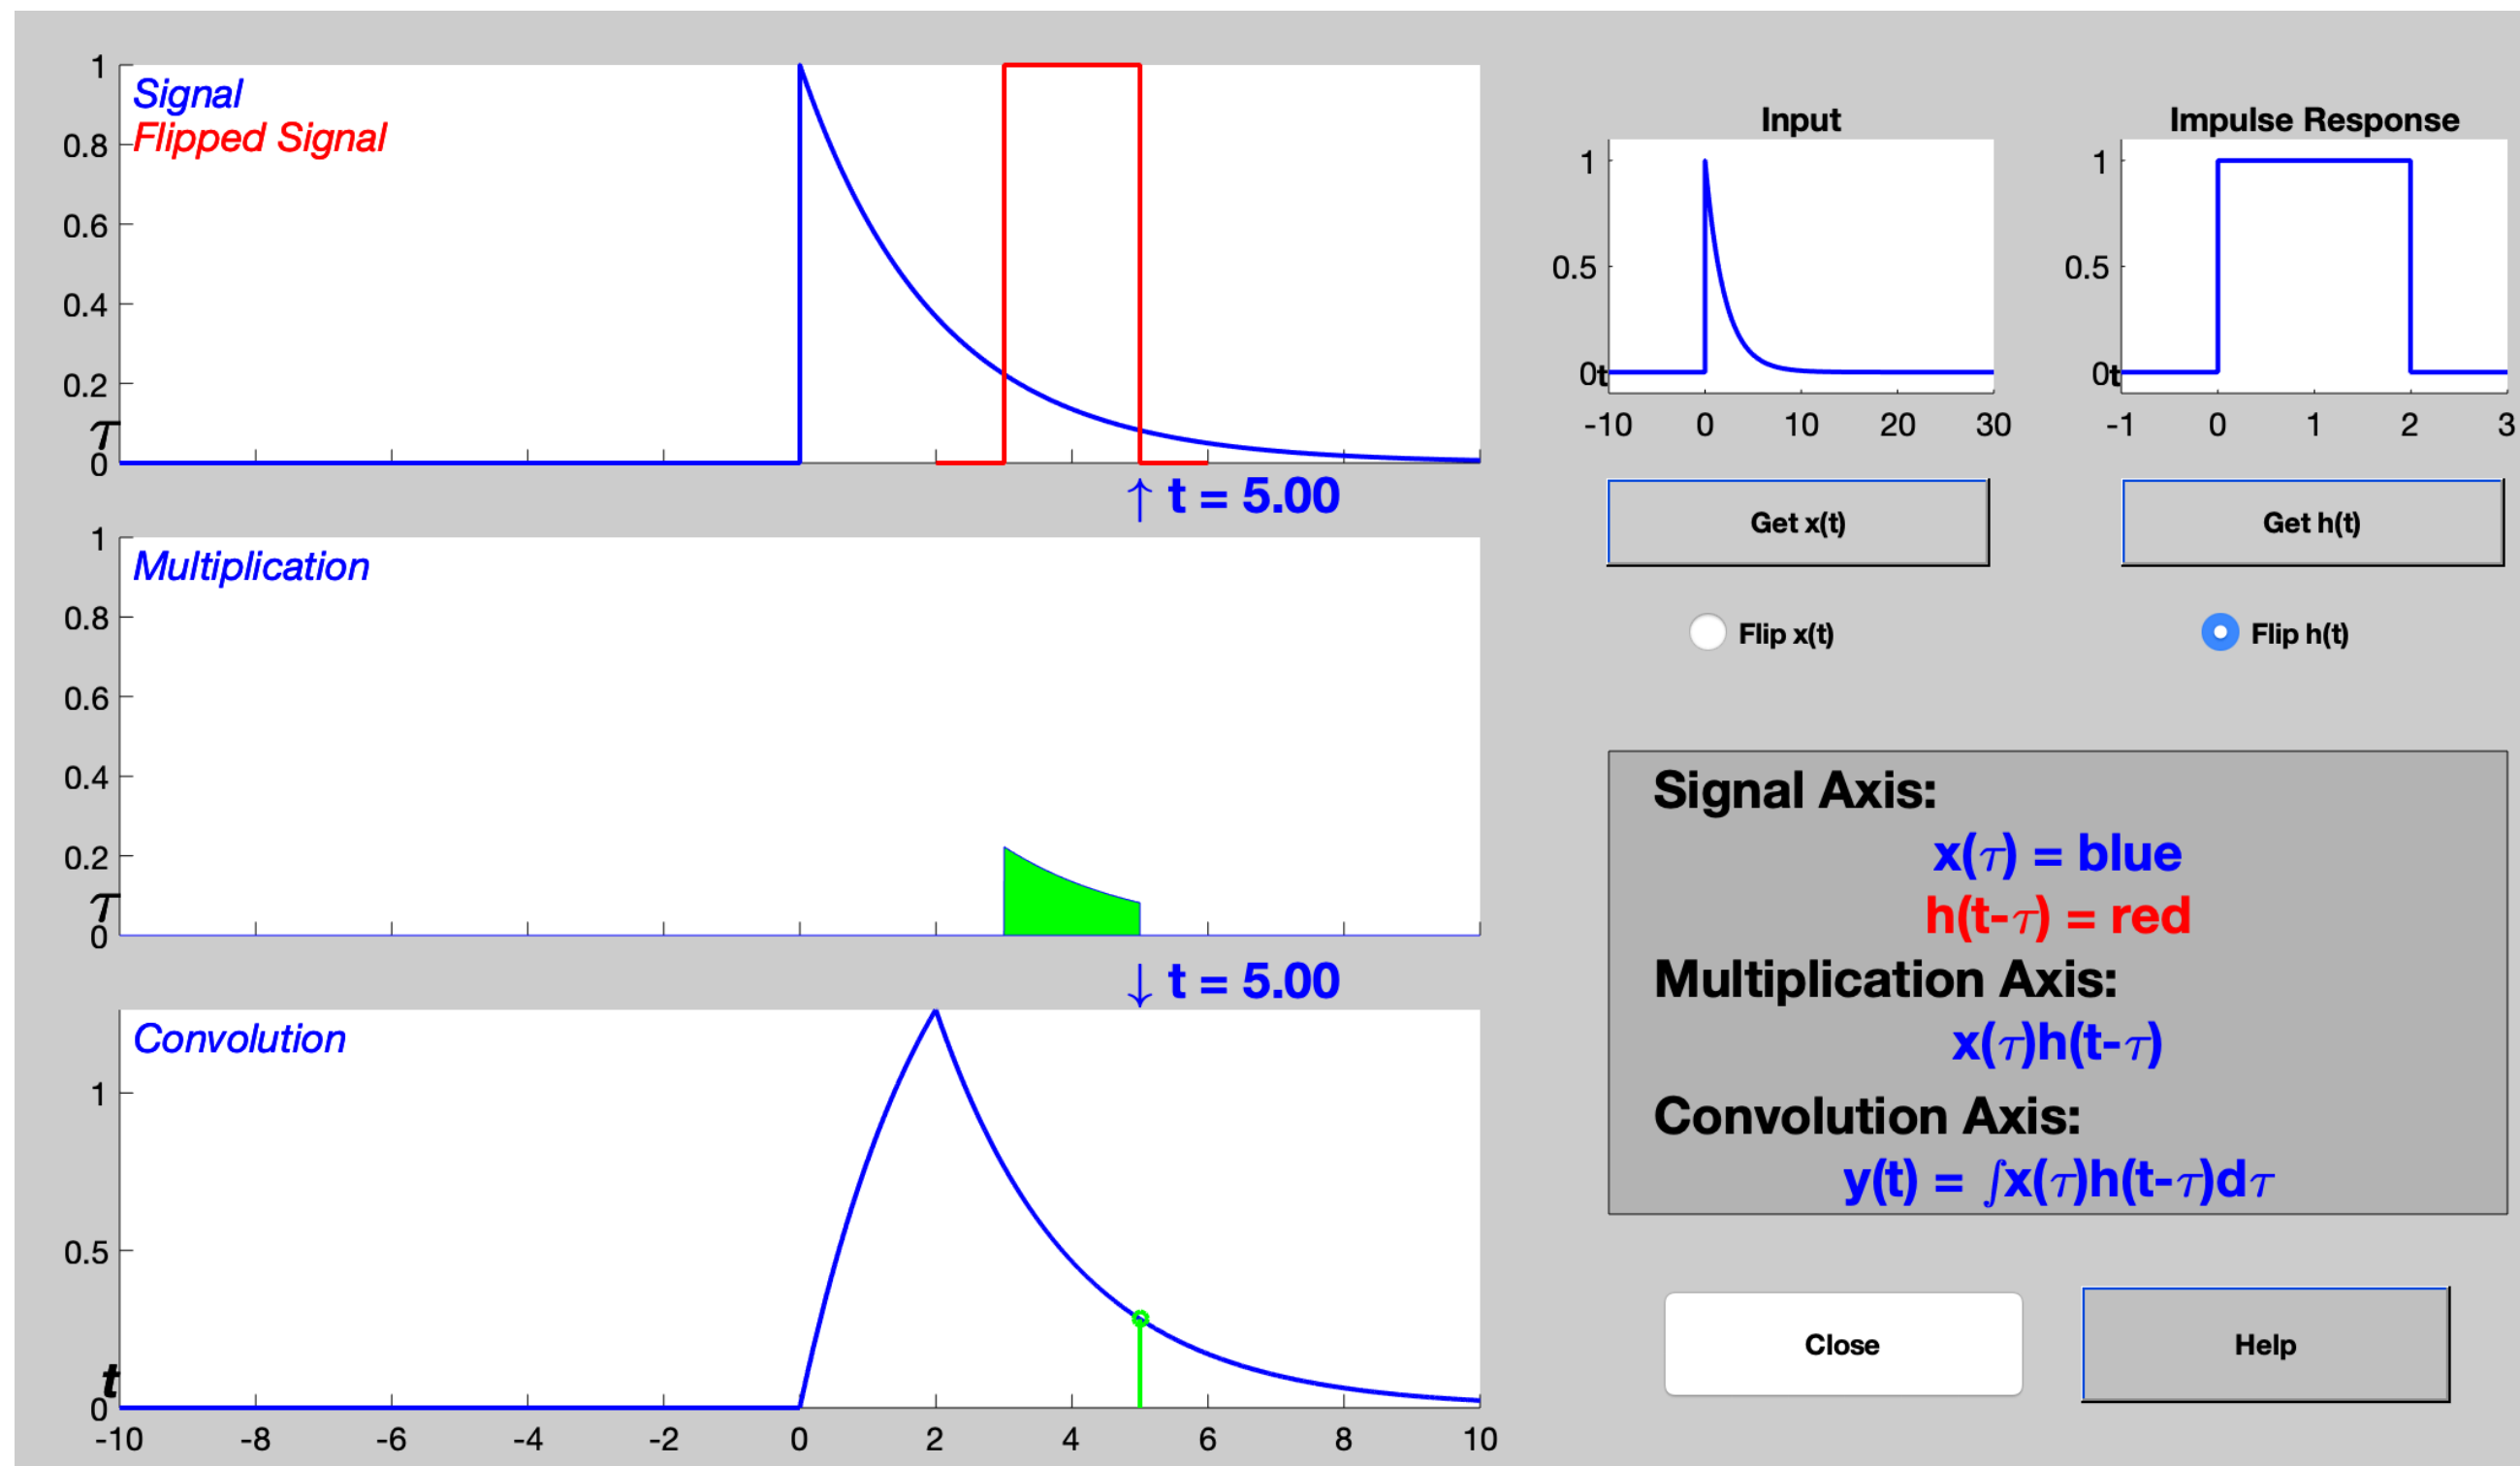 Signal
Flipped Signal
1
0.8
0.6
0.4
0.2
τ
0
↑ t = 5.00
Multiplication
1
0.8
0.6
0.4
0.2
τ
0
↓ t = 5.00
Convolution
1
0.5
t
0
-10 -8 -6 -4 -2 0 2 4 6 8 10
Input
1
0.5
0t
-10 0 10 20 30
Impulse Response
1
0.5
0t
-1 0 1 2 3
Get x(t)
Get h(t)
Flip x(t)
Flip h(t)
Signal Axis:
x(τ) = blue
h(t-τ) = red
Multiplication Axis:
x(τ)h(t-τ)
Convolution Axis:
y(t) = ∫x(τ)h(t-τ)dτ
Close
Help